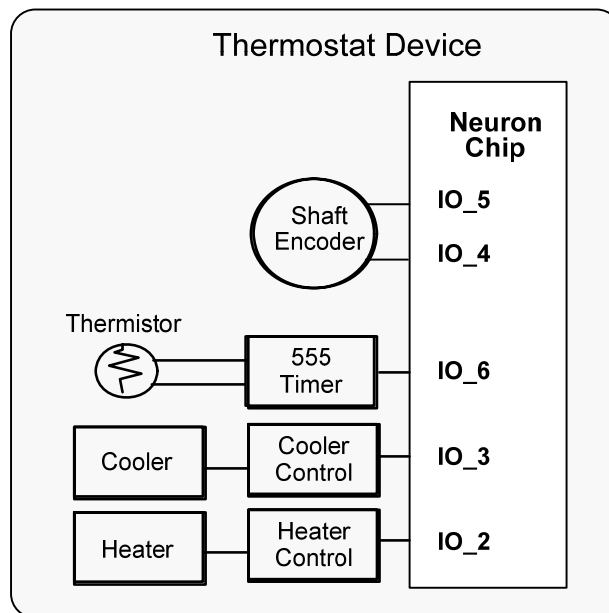 Thermostat Device
Neuron
Chip
Shaft
Encoder
IO_5
IO_4
Thermistor
555
Timer
IO_6
Cooler
Cooler
Control
IO_3
Heater
Heater
Control
IO_2